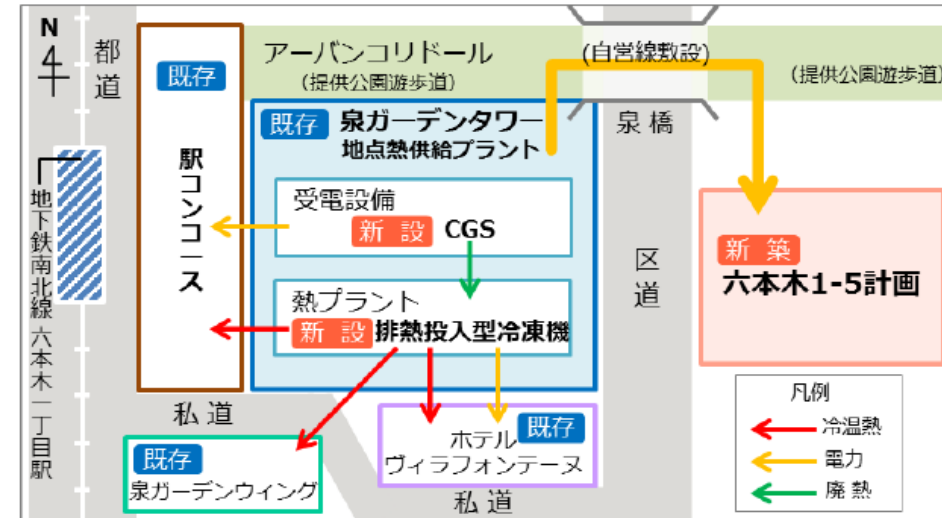 N
都道
既存
駅コンコース
地下鉄南北線 六本木一丁目駅
アーバンコリドール
(提供公園遊歩道)
(自営線敷設)
(提供公園遊歩道)
泉橋
区道
既存 泉ガーデンタワー
地点熱供給プラント
受電設備
新設 CGS
熱プラント
新設 排熱投入型冷凍機
新築
六本木1-5計画
私道
既存
泉ガーデンウイング
ホテル 既存
ヴィラフォンテーヌ
私道
凡例
冷温熱
電力
廃熱